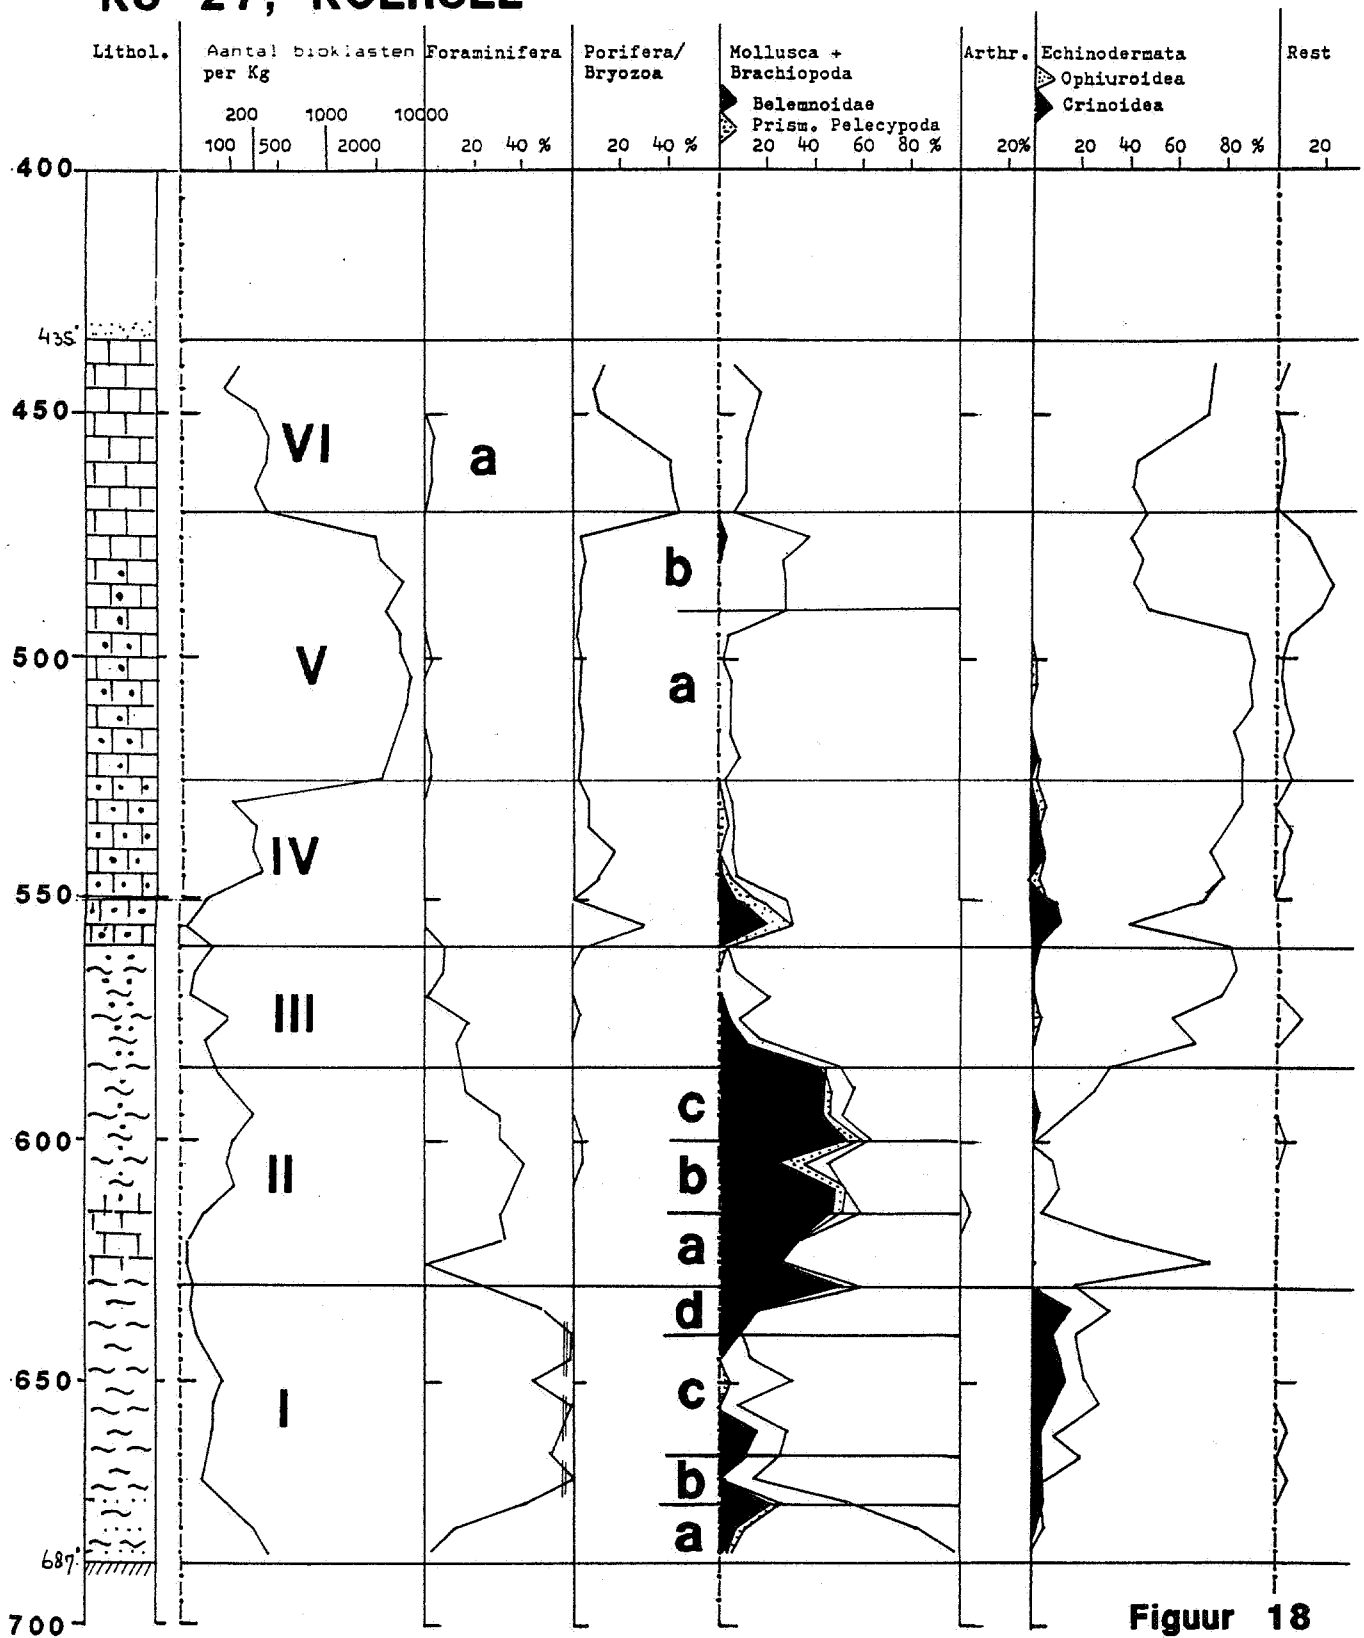 KS 27,
Lithol. Aantal bioklasten Foraminifera Porifera/ Mollusca + Arthr. Echinodermata Rest
per Kg Bryozoa Brachiopoda Ophiuroidea
Belemnoidae Crinoidea
200 1000 10000 Prism. Pelecypoda
100 500 2000 20 40 % 20 40 % 20 40 60 80 % 20% 20 40 60 80 % 20
400
435
450
VI a
b
500
V
a
IV
550
III
c
600
II b
a
d
650
c
I
b
a
687
700
Figuur 18